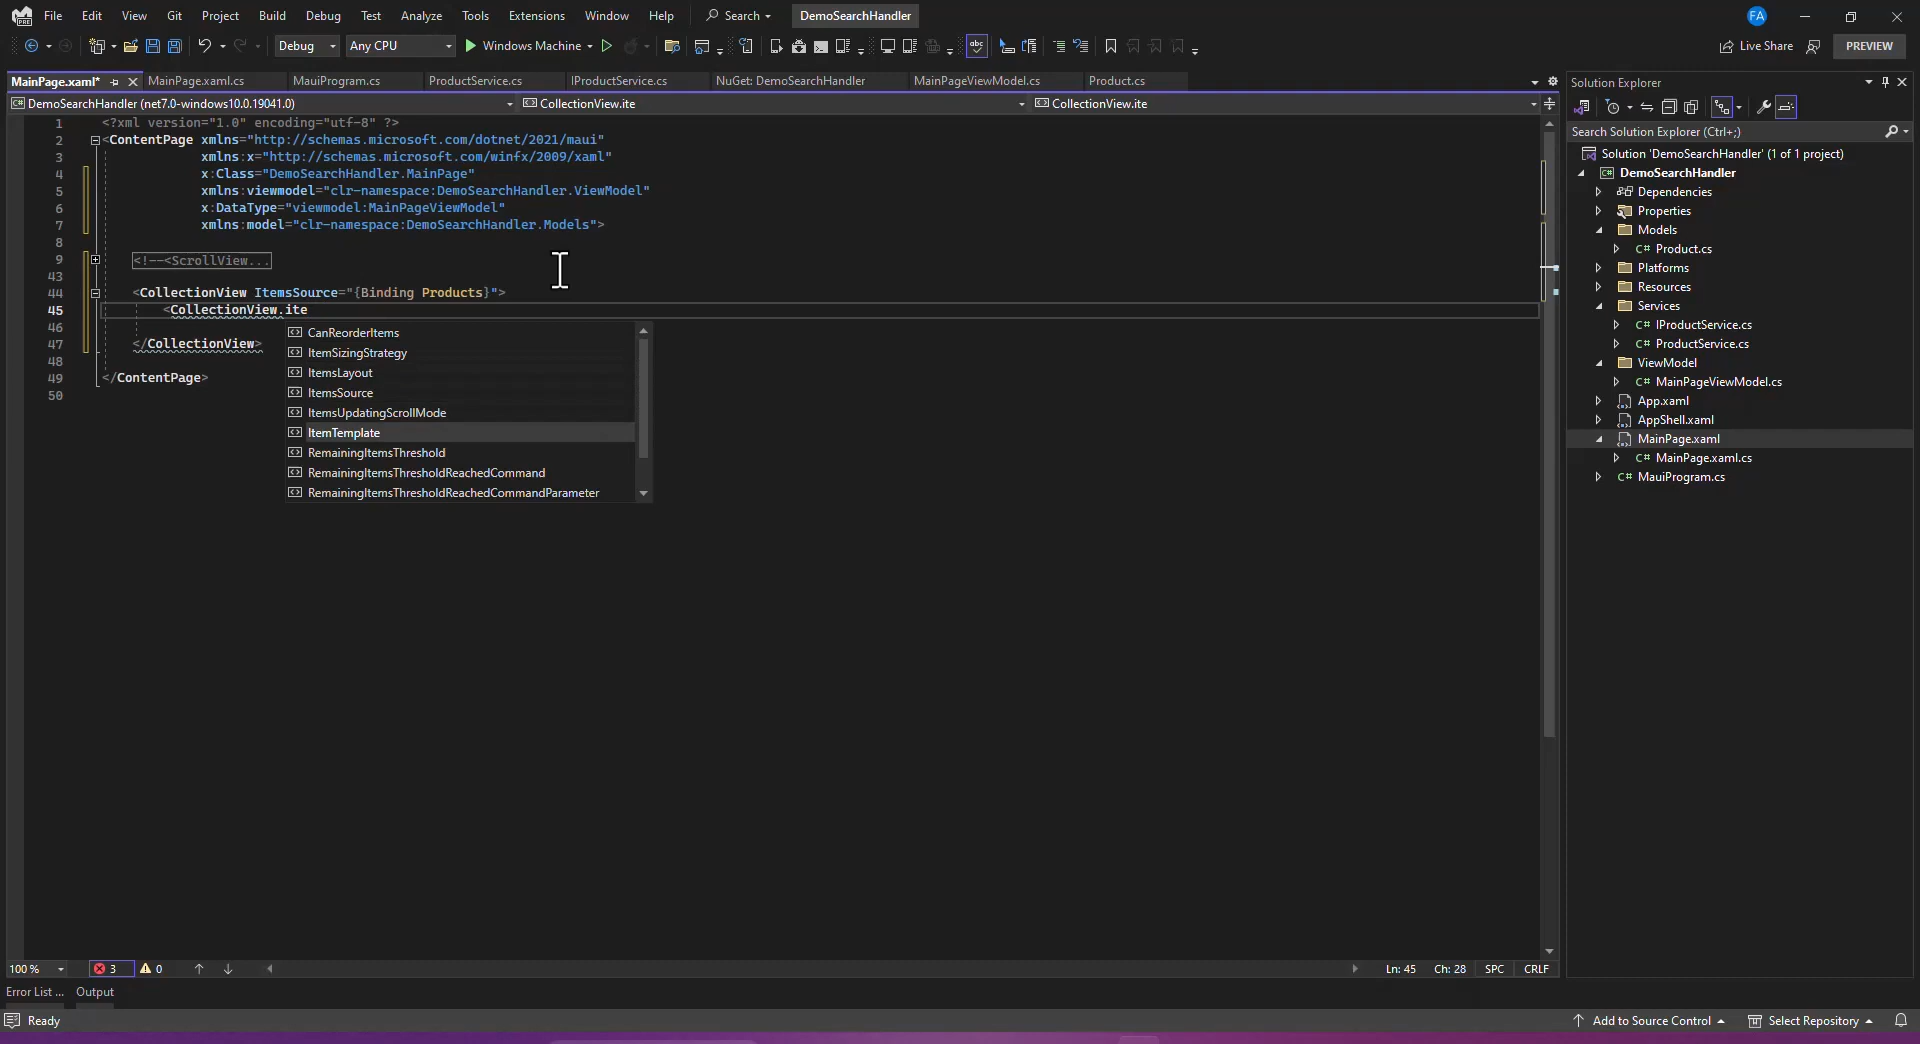 File Edit View Git Project Build Debug Test Analyze Tools Extensions Window Help Search DemoSearchHandler FA
Debug Any CPU Windows Machine abc Live Share PREVIEW
MainPage.xaml* MainPage.xaml.cs MauiProgram.cs ProductService.cs IProductService.cs NuGet: DemoSearchHandler MainPageViewModel.cs Product.cs
DemoSearchHandler (net7.0-windows10.0.19041.0) CollectionView.ite CollectionView.ite
1 <?xml version="1.0" encoding="utf-8" ?>
2 <ContentPage xmlns="http://schemas.microsoft.com/dotnet/2021/maui"
3 xmlns:x="http://schemas.microsoft.com/winfx/2009/xaml"
4 x:Class="DemoSearchHandler.MainPage"
5 xmlns:viewmodel="clr-namespace:DemoSearchHandler.ViewModel"
6 x:DataType="viewmodel:MainPageViewModel"
7 xmlns:model="clr-namespace:DemoSearchHandler.Models">
8
9 <!--<ScrollView...
43
44 <CollectionView ItemsSource="{Binding Products}">
45 <CollectionView.ite
46
47 </CollectionView>
48
49 </ContentPage>
50
CanReorderItems
ItemSizingStrategy
ItemsLayout
ItemsSource
ItemsUpdatingScrollMode
ItemTemplate
RemainingItemsThreshold
RemainingItemsThresholdReachedCommand
RemainingItemsThresholdReachedCommandParameter
Solution Explorer
Search Solution Explorer (Ctrl+;)
Solution 'DemoSearchHandler' (1 of 1 project)
DemoSearchHandler
Dependencies
Properties
Models
C# Product.cs
Platforms
Resources
Services
C# IProductService.cs
C# ProductService.cs
ViewModel
C# MainPageViewModel.cs
App.xaml
AppShell.xaml
MainPage.xaml
C# MainPage.xaml.cs
C# MauiProgram.cs
100 % 3 0 Ln: 45 Ch: 28 SPC CRLF
Error List ... Output
Ready Add to Source Control Select Repository